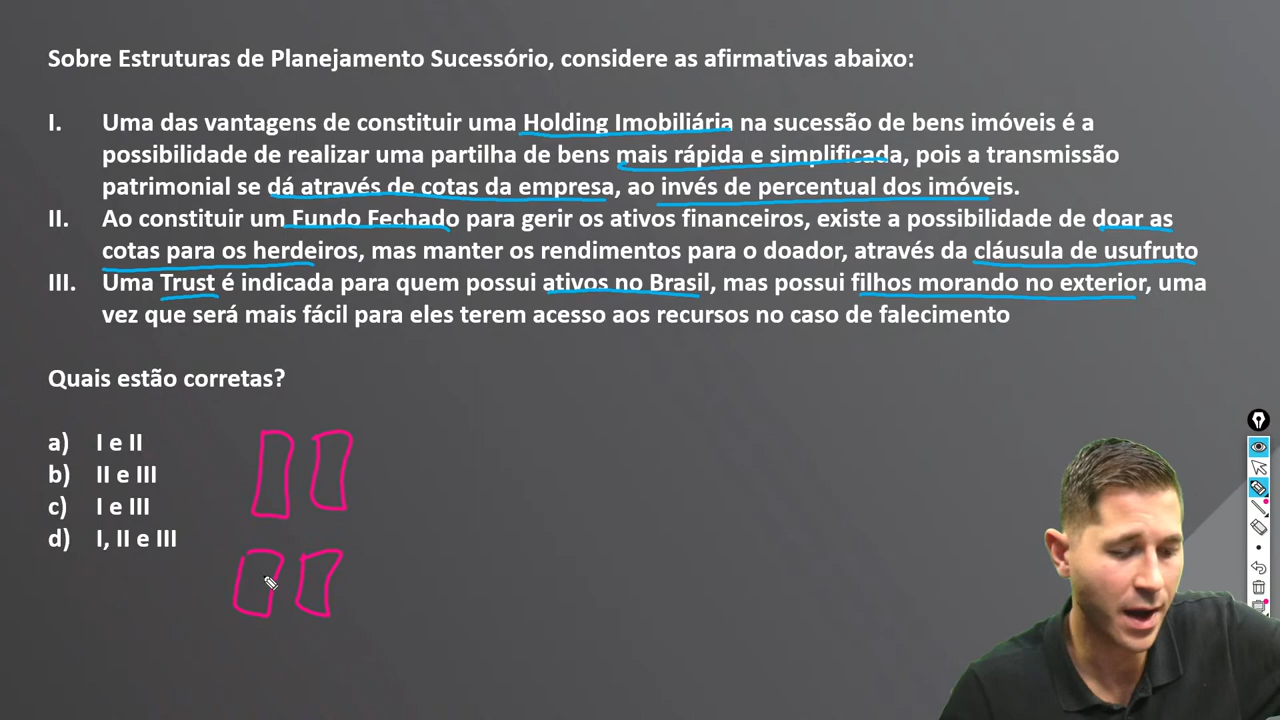 Sobre Estruturas de Planejamento Sucessório, considere as afirmativas abaixo:
I. Uma das vantagens de constituir uma Holding Imobiliária na sucessão de bens imóveis é a
possibilidade de realizar uma partilha de bens mais rápida e simplificada, pois a transmissão
patrimonial se dá através de cotas da empresa, ao invés de percentual dos imóveis.
II. Ao constituir um Fundo Fechado para gerir os ativos financeiros, existe a possibilidade de doar as
cotas para os herdeiros, mas manter os rendimentos para o doador, através da cláusula de usufruto
III. Uma Trust é indicada para quem possui ativos no Brasil, mas possui filhos morando no exterior, uma
vez que será mais fácil para eles terem acesso aos recursos no caso de falecimento
Quais estão corretas?
a) I e II
b) II e III
c) I e III
d) I, II e III